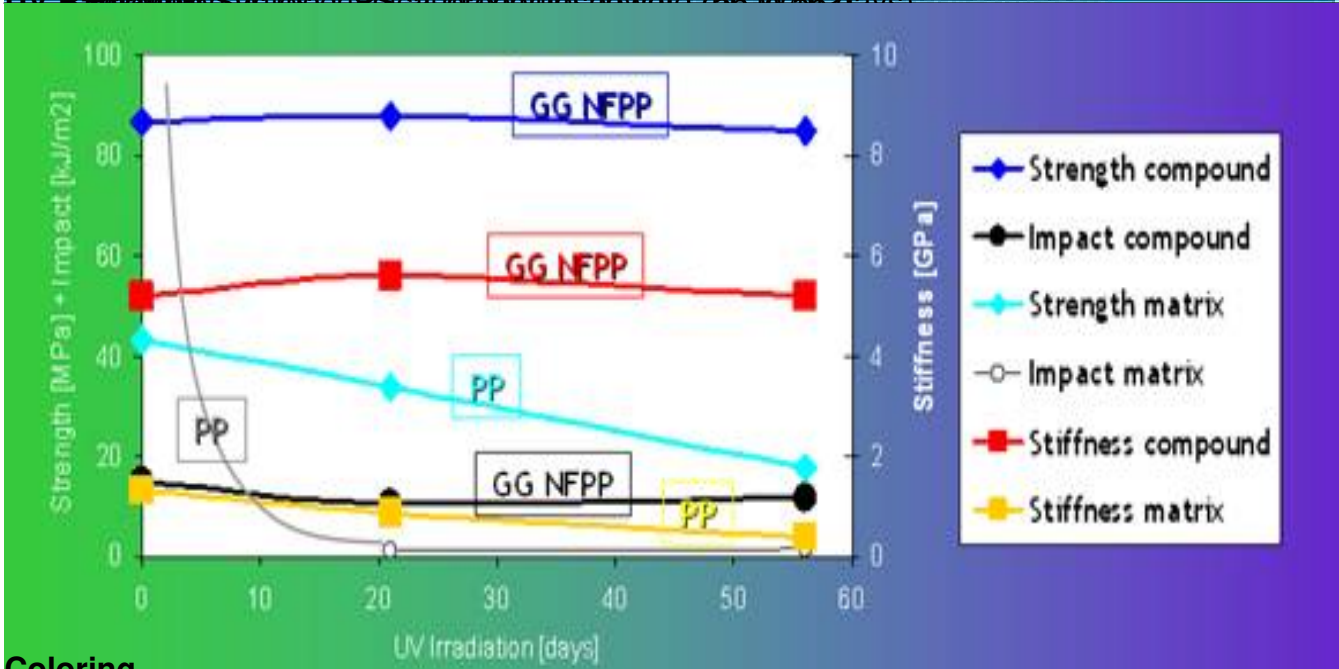 100
80
60
40
20
0
Strength [MPa] + Impact [kJ/m2]
10
8
6
4
2
0
Stiffness [GPa]
GG NFPP
GG NFPP
PP
PP
GG NFPP
PP
0 10 20 30 40 50 60
UV Irradiation [days]
Strength compound
Impact compound
Strength matrix
Impact matrix
Stiffness compound
Stiffness matrix
Coloring